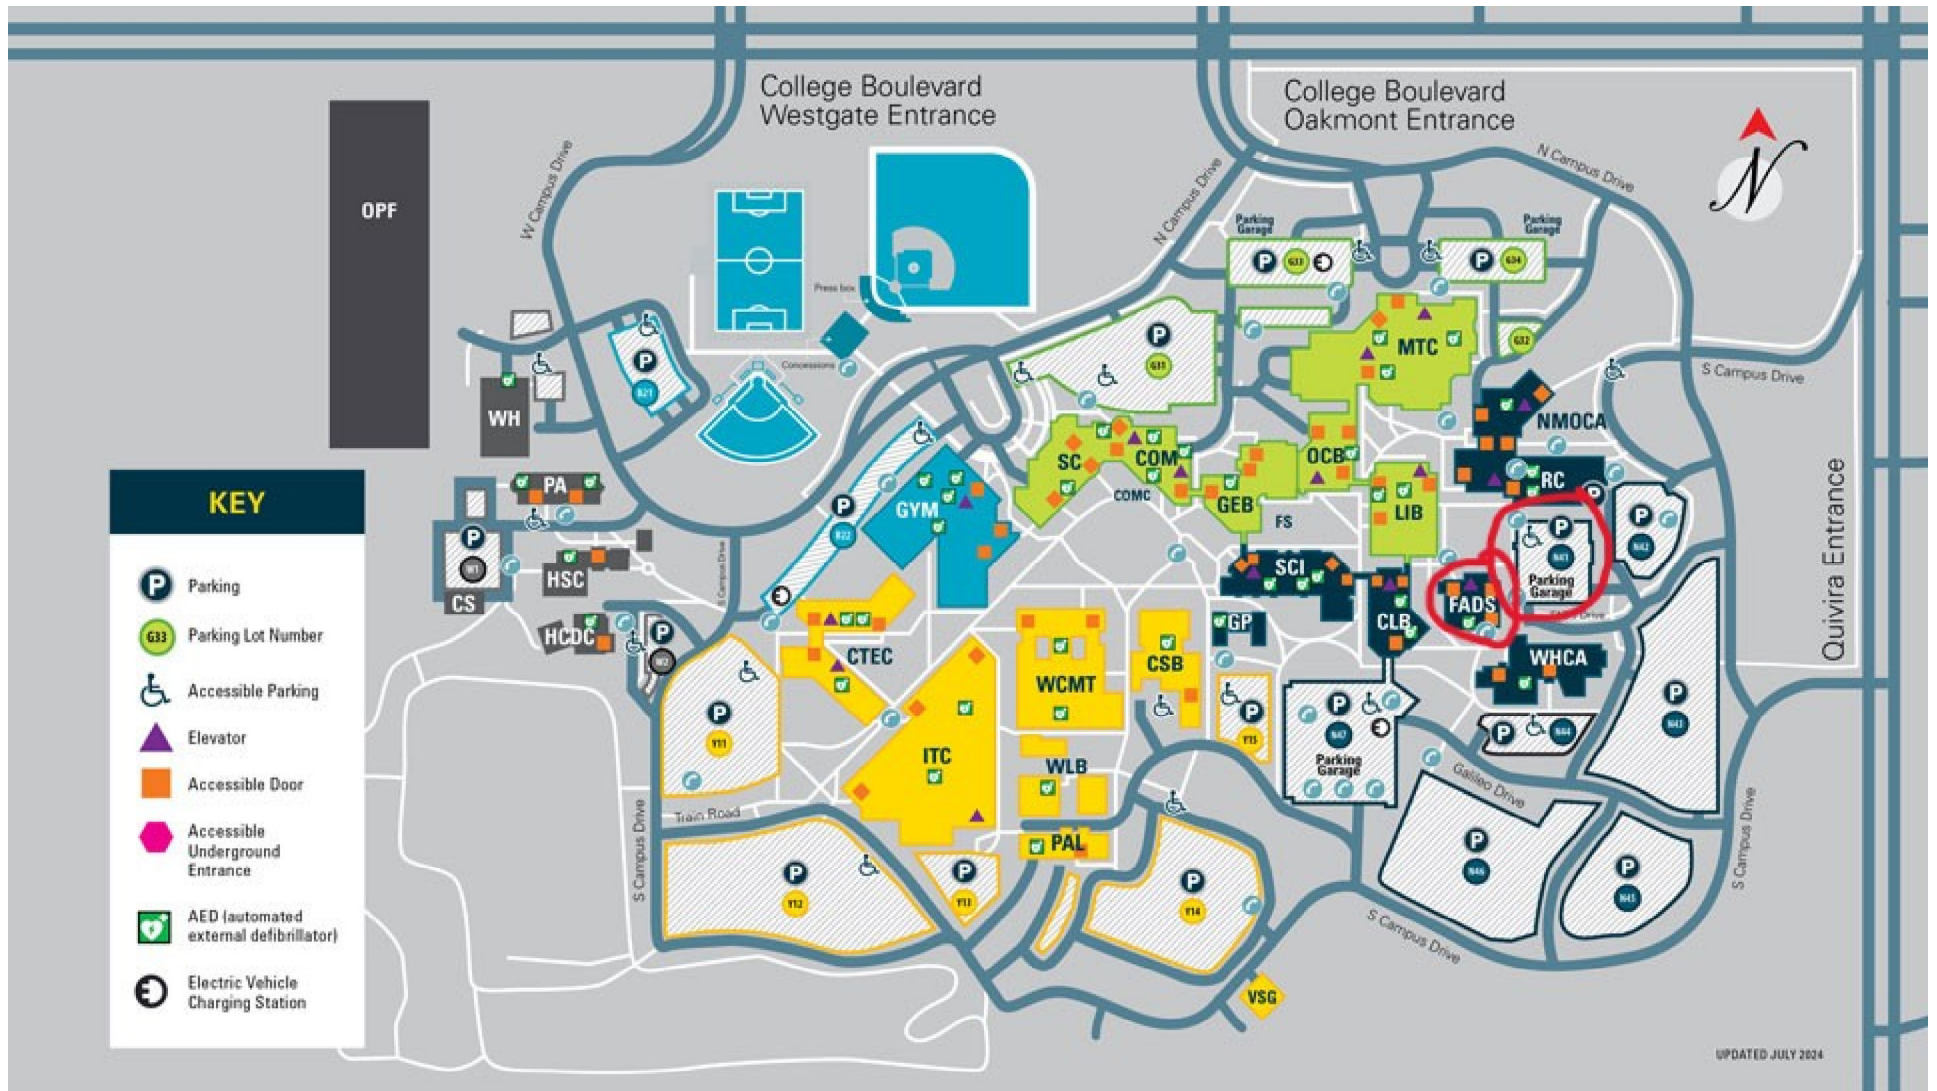 College Boulevard
Westgate Entrance
College Boulevard
Oakmont Entrance
N Campus Drive
W Campus Drive
N Campus Drive
N
OPF
Parking
Garage
Parking
Garage
P
G33
P
G34
Press box
P
G31
MTC
G32
Concessions
P
B21
S Campus Drive
WH
NMOCA
SC
COM
OCB
COMC
RC
KEY
PA
GYM
P
B22
GEB
LIB
FS
P
P
N41
Parking
Garage
P
N42
Quivira Entrance
P
W1
CS
HSC
S Campus Drive
SCI
FADS
Parking
P
HCDC
P
W2
GP
CLB
G33
Parking Lot Number
CTEC
WCMT
CSB
WHCA
Accessible Parking
P
Y11
P
Y15
P
N47
Parking
Garage
P
N44
P
N43
Elevator
ITC
WLB
Galileo Drive
Accessible Door
Train Road
S Campus Drive
S Campus Drive
Accessible
Underground
Entrance
PAL
P
Y12
P
Y13
P
Y14
P
N46
P
N45
AED (automated
external defibrillator)
S Campus Drive
Electric Vehicle
Charging Station
VSG
UPDATED JULY 2024